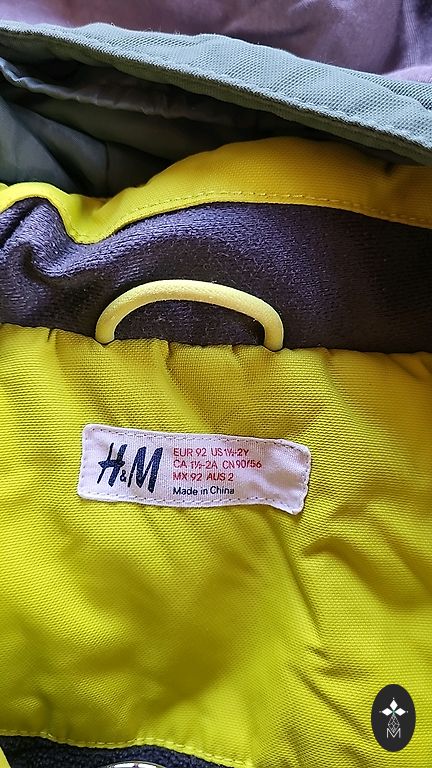 H&M
EUR 92 US 1½-2Y
CA 1½-2A CN 90/56
MX 92 AUS 2
Made in China